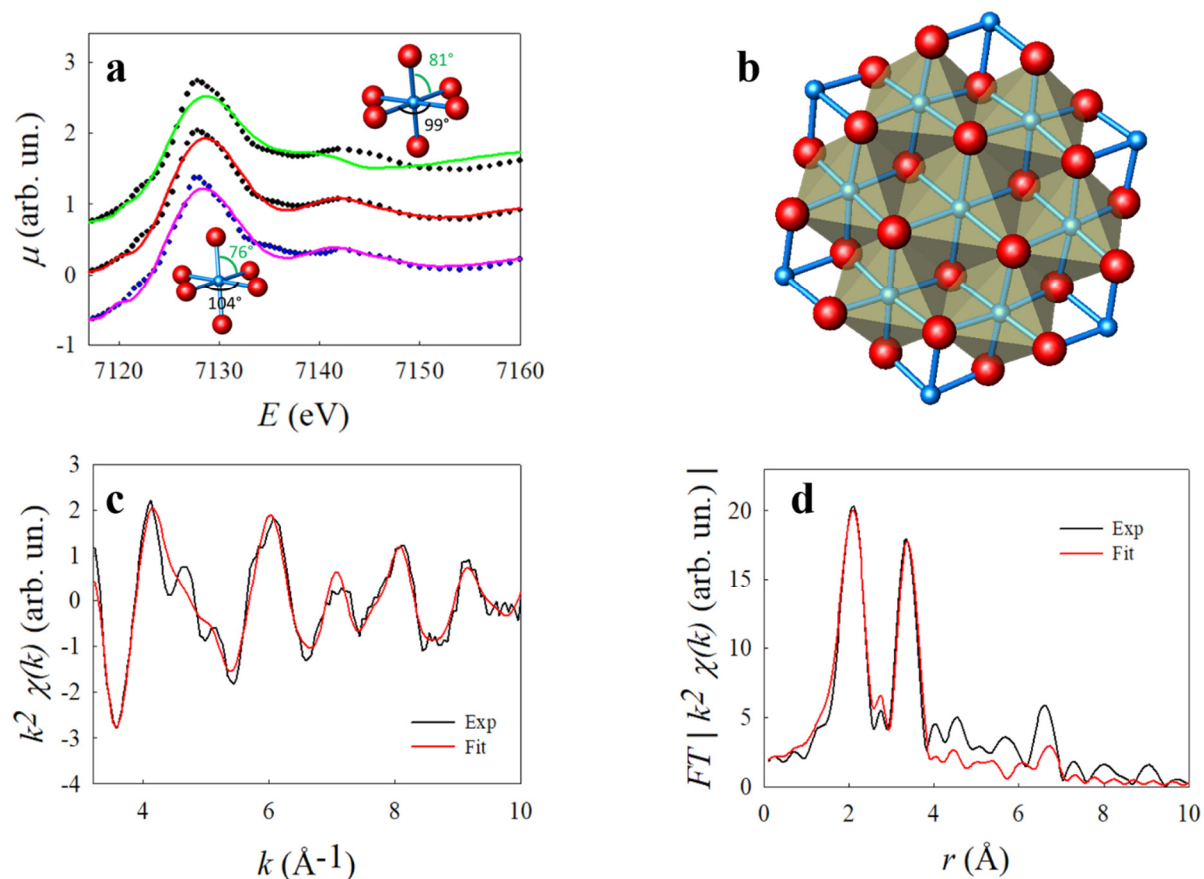 a
3
2
1
0
-1
μ (arb. un.)
81°
99°
76°
104°
7120 7130 7140 7150 7160
E (eV)
b
c
3
2
1
0
-1
-2
-3
-4
k² χ(k) (arb. un.)
Exp
Fit
4 6 8 10
k (Å-1)
d
20
15
10
5
0
FT | k² χ(k) (arb. un.) |
Exp
Fit
0 2 4 6 8 10
r (Å)